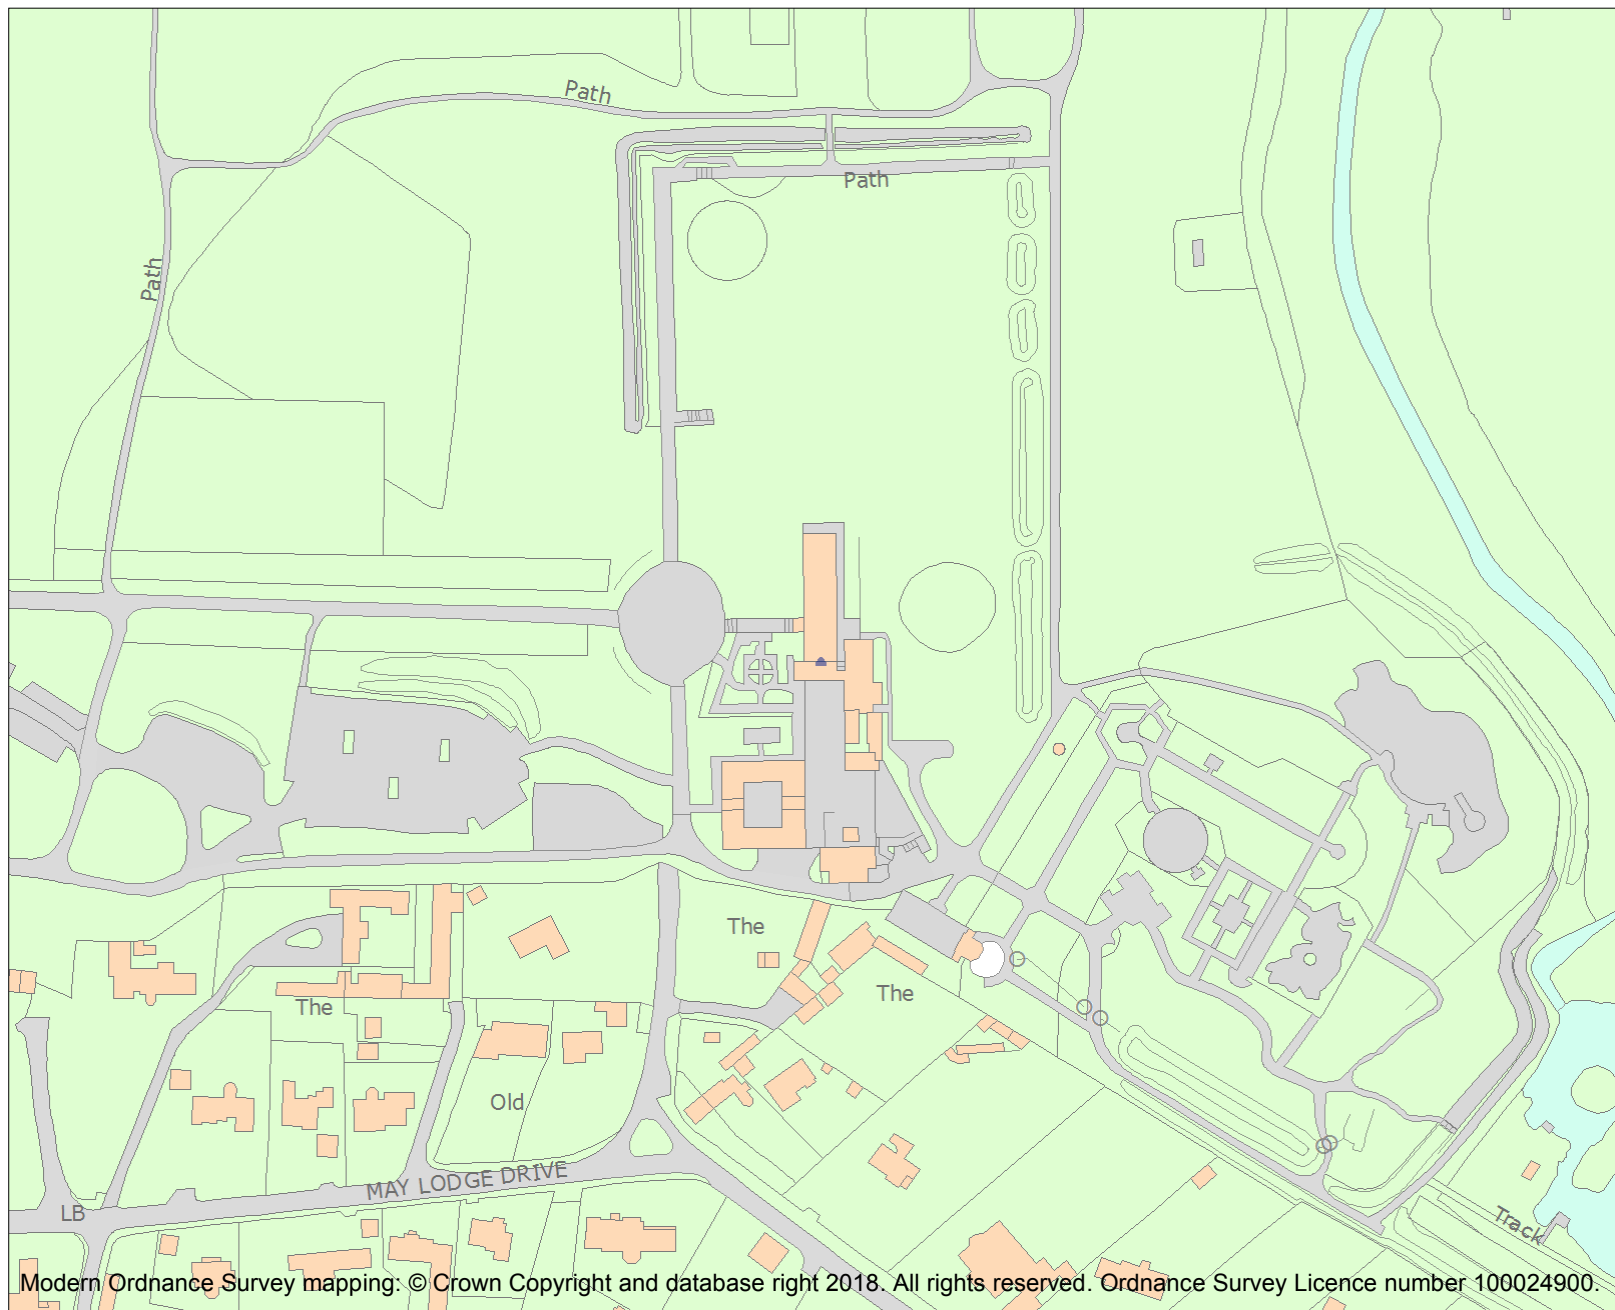 Path
Path
Path
The
The
The
Old
MAY LODGE DRIVE
LB
Track
Modern Ordnance Survey mapping: © Crown Copyright and database right 2018. All rights reserved. Ordnance Survey Licence number 100024900.